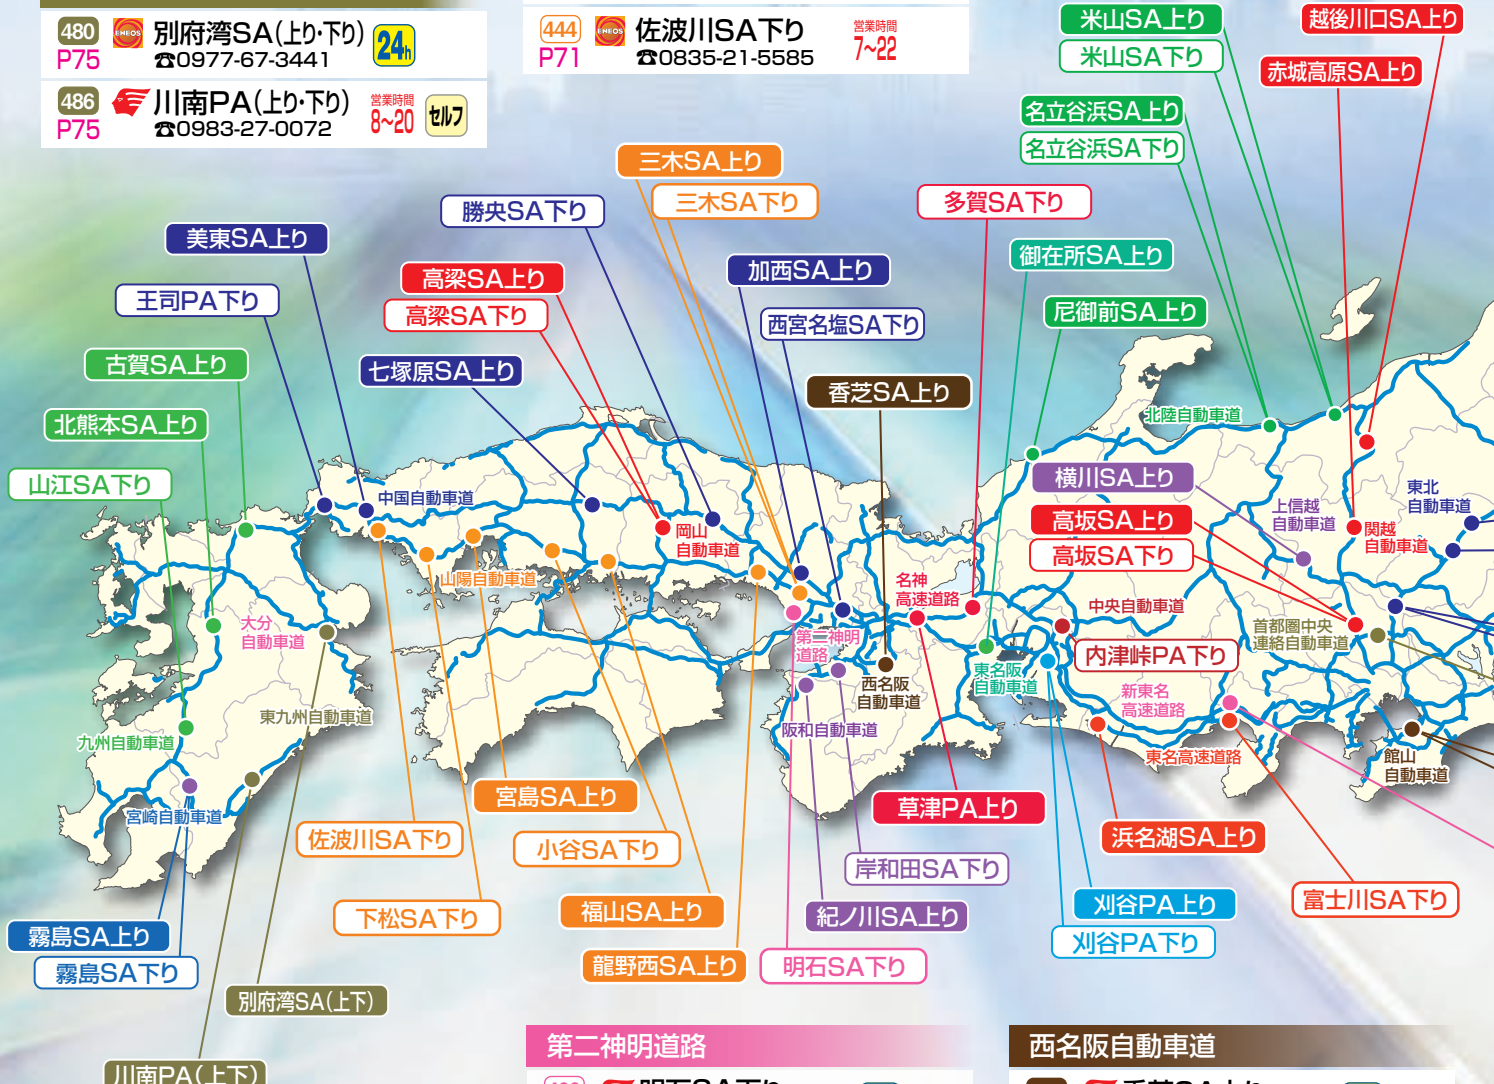 480
ENEOS
別府湾SA(上り·下り)
24h
P75
☎0977-67-3441
486
川南PA(上り·下り)
営業時間
8~20
セルフ
P75
☎0983-27-0072
444
ENEOS
佐波川SA下り
営業時間
7~22
P71
☎0835-21-5585
米山SA上り
米山SA下り
越後川口SA上り
赤城高原SA上り
名立谷浜SA上り
名立谷浜SA下り
三木SA上り
三木SA下り
勝央SA下り
多賀SA下り
美東SA上り
御在所SA上り
高梁SA上り
高梁SA下り
加西SA上り
王司PA下り
西宮名塩SA下り
尼御前SA上り
古賀SA上り
七塚原SA上り
香芝SA上り
北熊本SA上り
北陸自動車道
山江SA下り
横川SA上り
中国自動車道
上信越
自動車道
東北
自動車道
高坂SA上り
高坂SA下り
関越
自動車道
岡山
自動車道
山陽自動車道
名神
高速道路
中央自動車道
大分
自動車道
第二神明
道路
首都圏中央
連絡自動車道
内津峠PA下り
東名阪
自動車道
西名阪
自動車道
新東名
高速道路
東九州自動車道
阪和自動車道
九州自動車道
東名高速道路
館山
自動車道
宮崎自動車道
宮島SA上り
草津PA上り
佐波川SA下り
小谷SA下り
浜名湖SA上り
岸和田SA下り
下松SA下り
福山SA上り
紀ノ川SA上り
刈谷PA上り
刈谷PA下り
富士川SA下り
霧島SA上り
霧島SA下り
龍野西SA上り
明石SA下り
別府湾SA(上下)
川南PA(上下)
第二神明道路
明石SA下り
西名阪自動車道
香芝SA上り